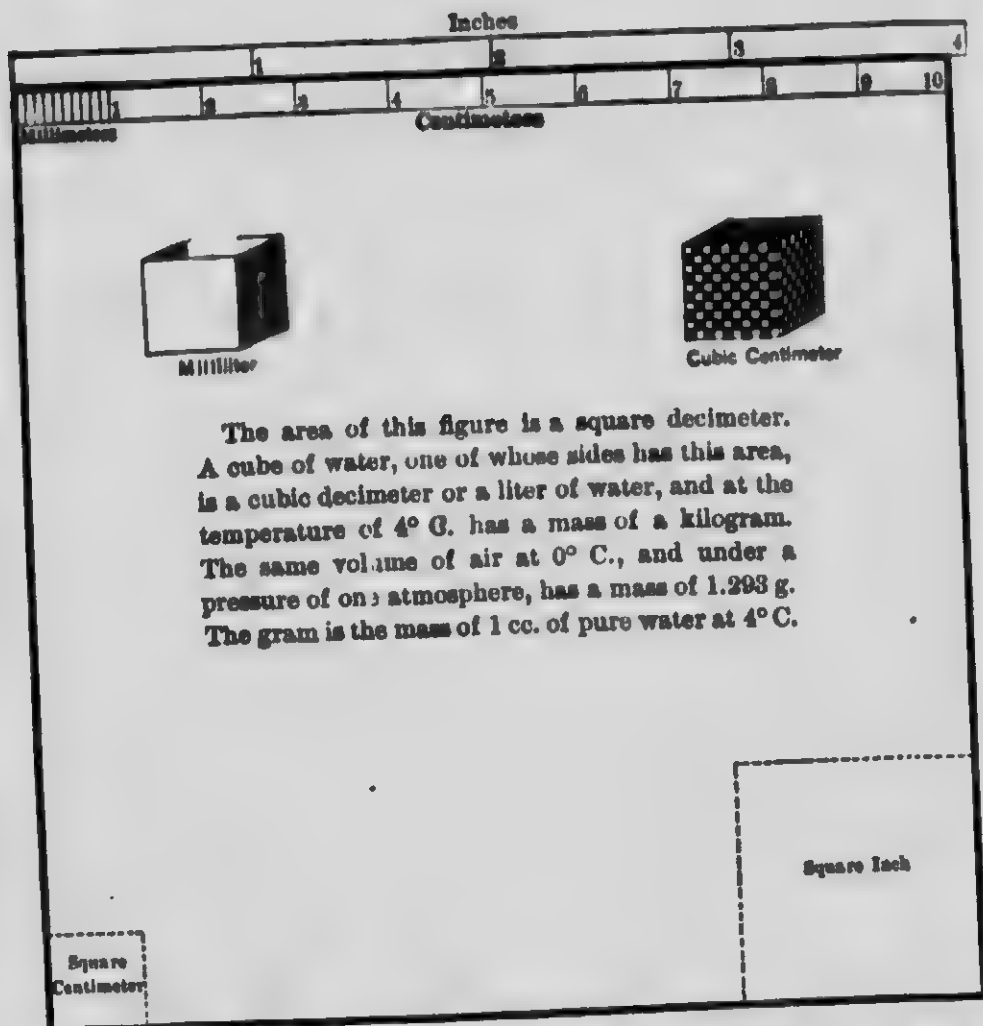 Inches
1 2 3 4
1 2 3 4 5 6 7 8 9 10
Millimeters Centimeters
Milliliter
Cubic Centimeter
The area of this figure is a square decimeter.
A cube of water, one of whose sides has this area,
is a cubic decimeter or a liter of water, and at the
temperature of 4° C. has a mass of a kilogram.
The same volume of air at 0° C., and under a
pressure of one atmosphere, has a mass of 1.293 g.
The gram is the mass of 1 cc. of pure water at 4° C.
Square Inch
Square
Centimeter